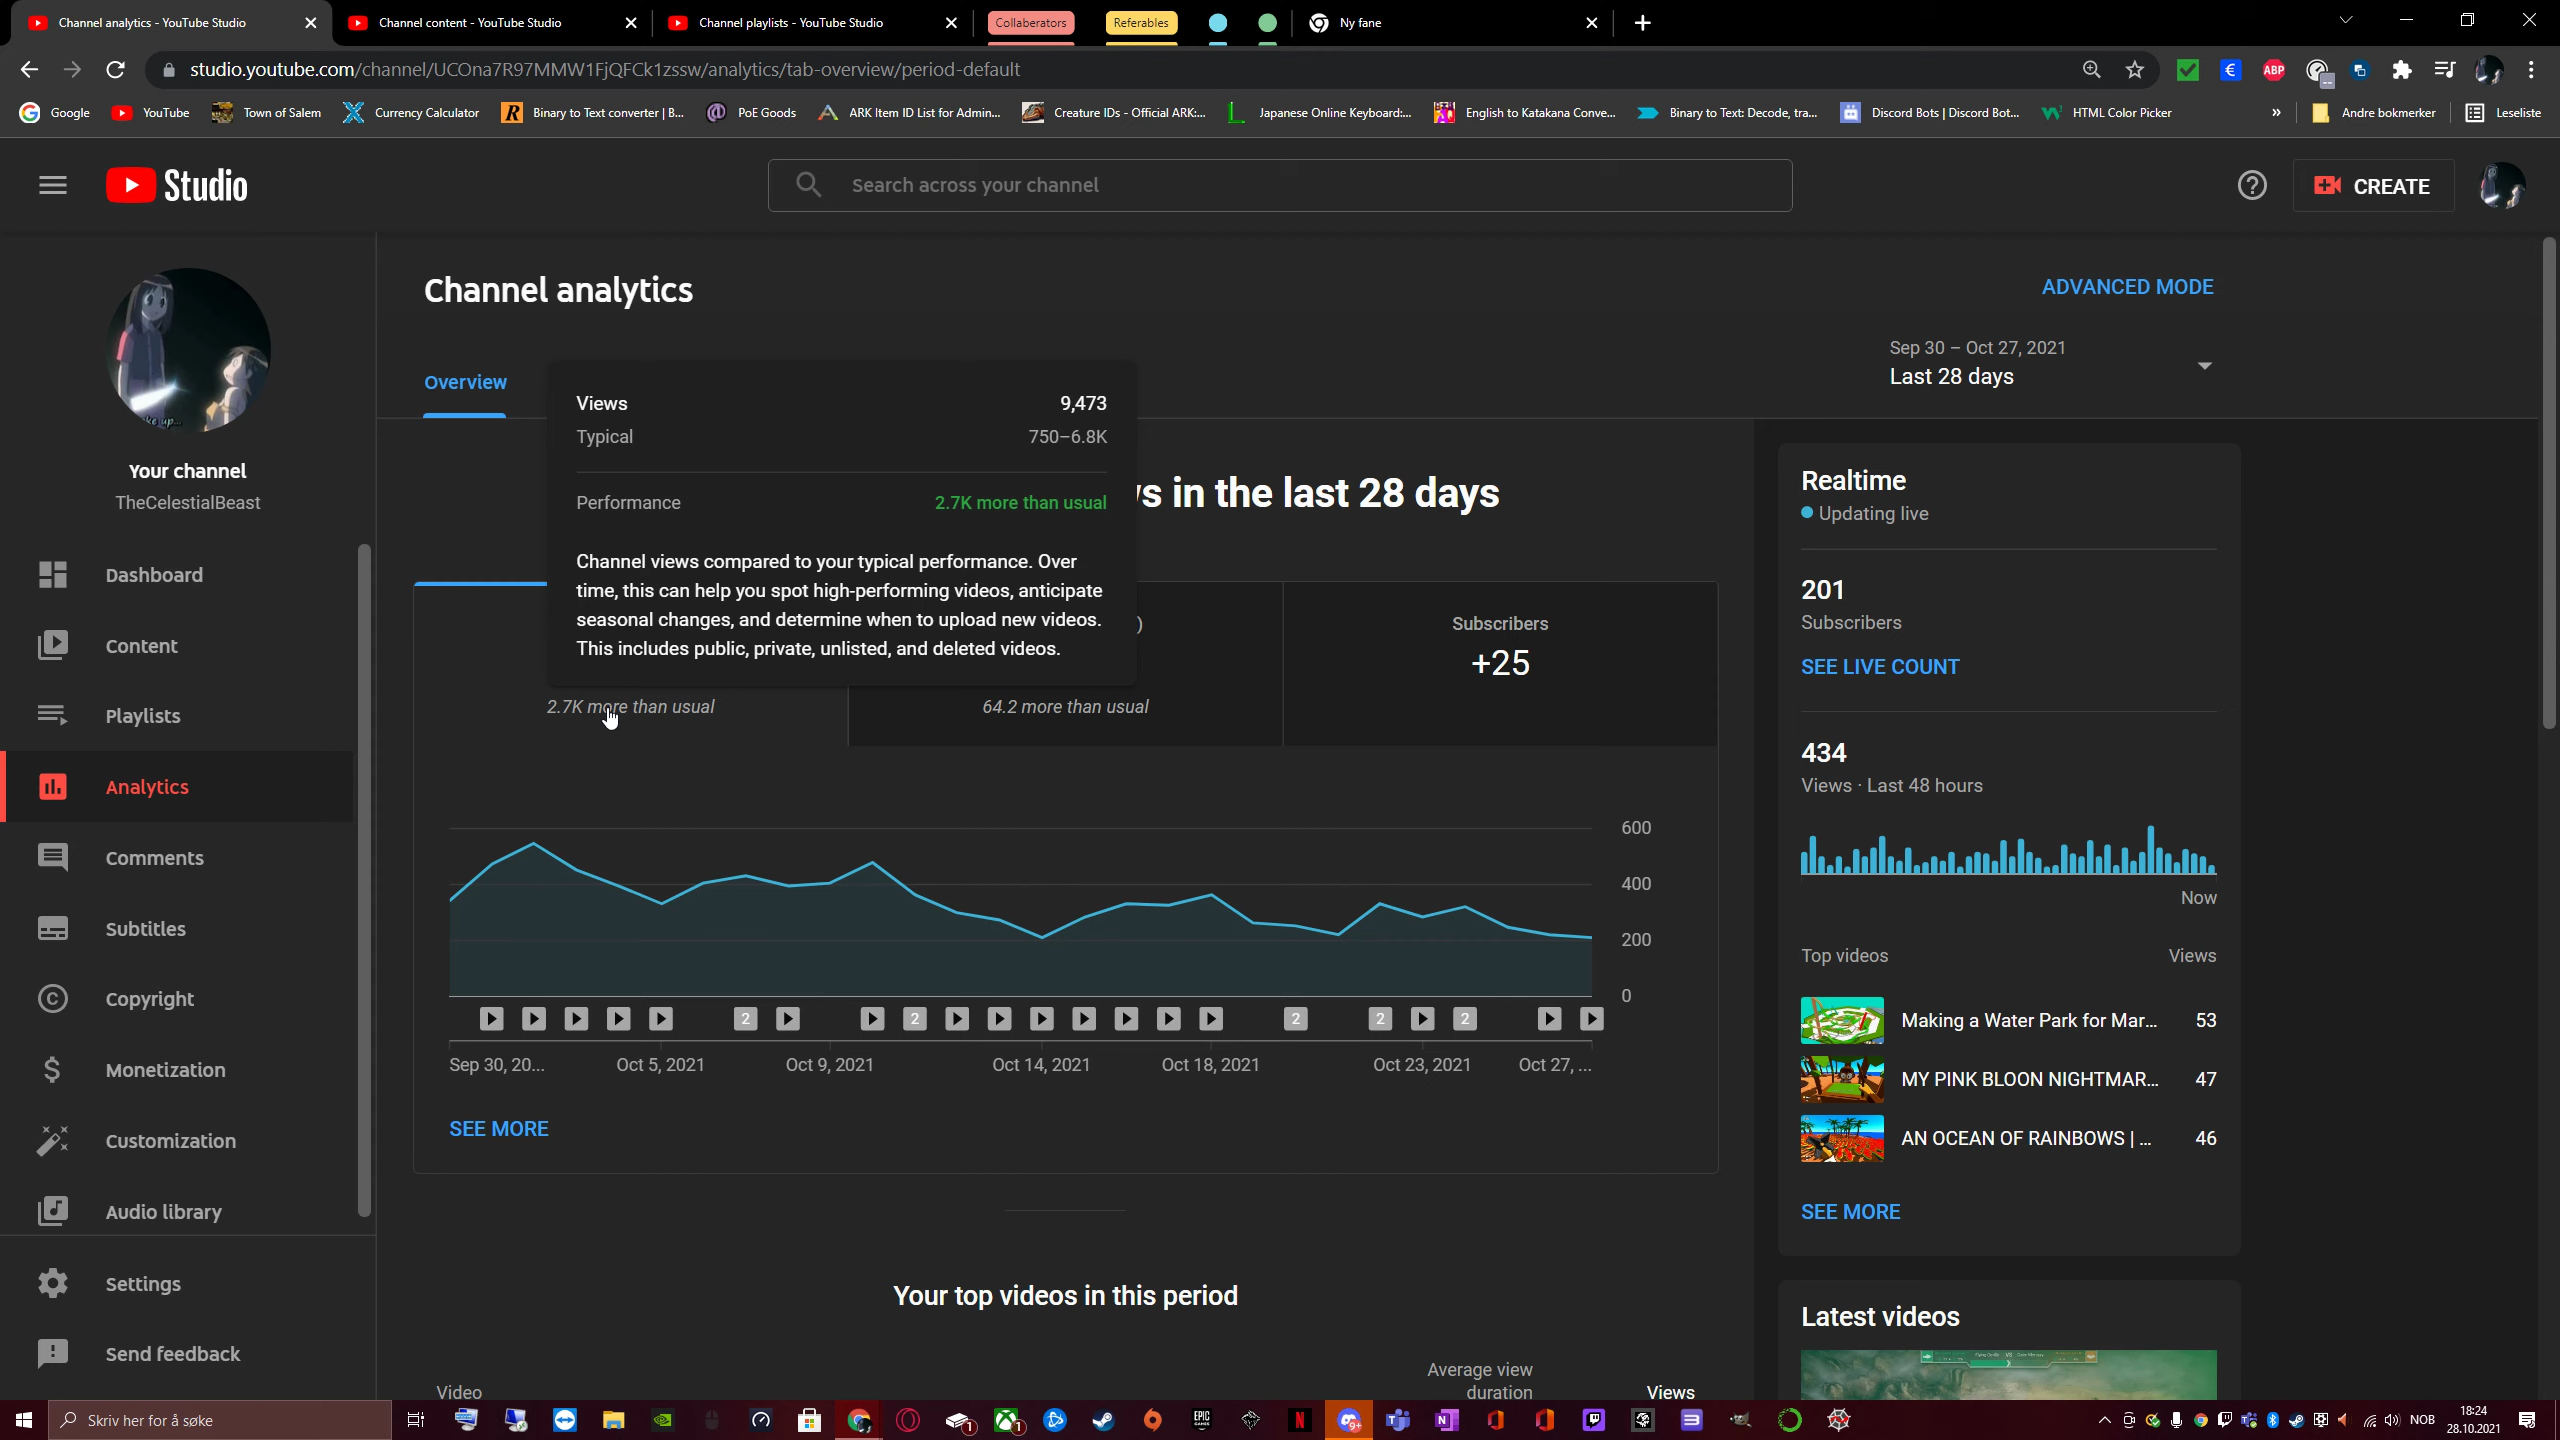 Channel analytics - YouTube Studio
Channel content - YouTube Studio
Channel playlists - YouTube Studio
Collaberators
Referables
Ny fane
studio.youtube.com/channel/UCOna7R97MMW1FjQFCk1zssw/analytics/tab-overview/period-default
ABP
Google
YouTube
Town of Salem
Currency Calculator
Binary to Text converter | B...
PoE Goods
ARK Item ID List for Admin...
Creature IDs - Official ARK:...
Japanese Online Keyboard:...
English to Katakana Conve...
Binary to Text: Decode, tra...
Discord Bots | Discord Bot...
HTML Color Picker
»
Andre bokmerker
Leseliste
Studio
Search across your channel
CREATE
Your channel
TheCelestialBeast
Dashboard
Content
Playlists
Analytics
Comments
Subtitles
Copyright
Monetization
Customization
Audio library
Settings
Send feedback
Channel analytics
ADVANCED MODE
Overview
Sep 30 – Oct 27, 2021
Last 28 days
Views 9,473
Typical 750–6.8K
Performance 2.7K more than usual
Channel views compared to your typical performance. Over
time, this can help you spot high-performing videos, anticipate
seasonal changes, and determine when to upload new videos.
This includes public, private, unlisted, and deleted videos.
s in the last 28 days
)
2.7K more than usual
64.2 more than usual
Subscribers
+25
600
400
200
0
2 2 2 2 2
Sep 30, 20... Oct 5, 2021 Oct 9, 2021 Oct 14, 2021 Oct 18, 2021 Oct 23, 2021 Oct 27, ...
SEE MORE
Your top videos in this period
Video
Average view
duration
Views
Realtime
Updating live
201
Subscribers
SEE LIVE COUNT
434
Views · Last 48 hours
Now
Top videos Views
Making a Water Park for Mar... 53
MY PINK BLOON NIGHTMAR... 47
AN OCEAN OF RAINBOWS | ... 46
SEE MORE
Latest videos
Skriv her for å søke
EPIC
GAMES
NOB
18:24
28.10.2021